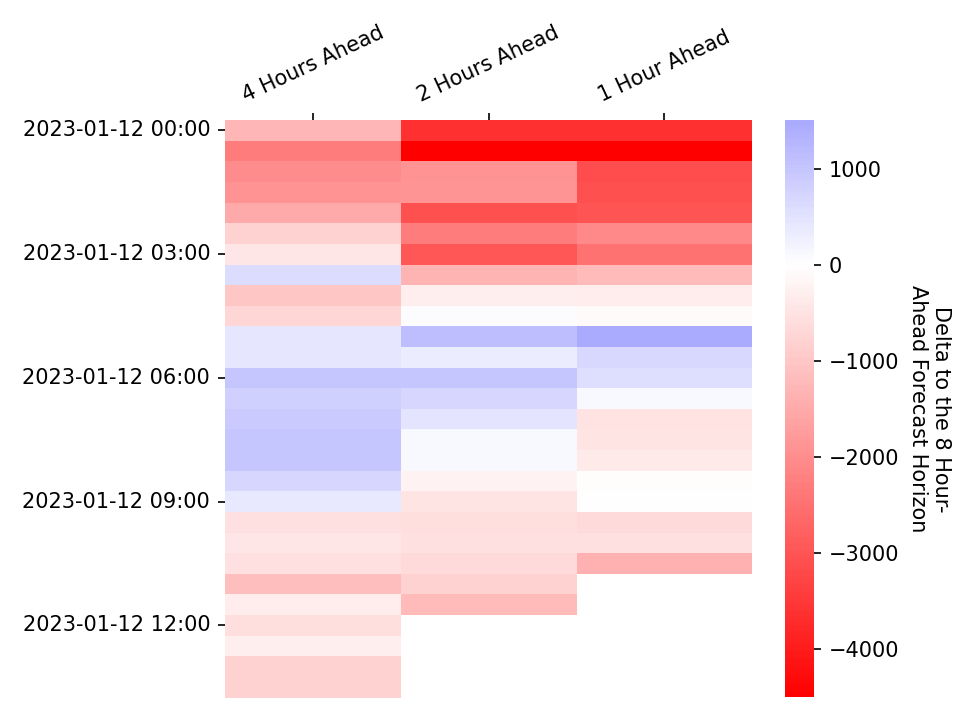 4 Hours Ahead
2 Hours Ahead
1 Hour Ahead
2023-01-12 00:00
2023-01-12 03:00
2023-01-12 06:00
2023-01-12 09:00
2023-01-12 12:00
1000
0
−1000
−2000
−3000
−4000
Delta to the 8 Hour-
Ahead Forecast Horizon